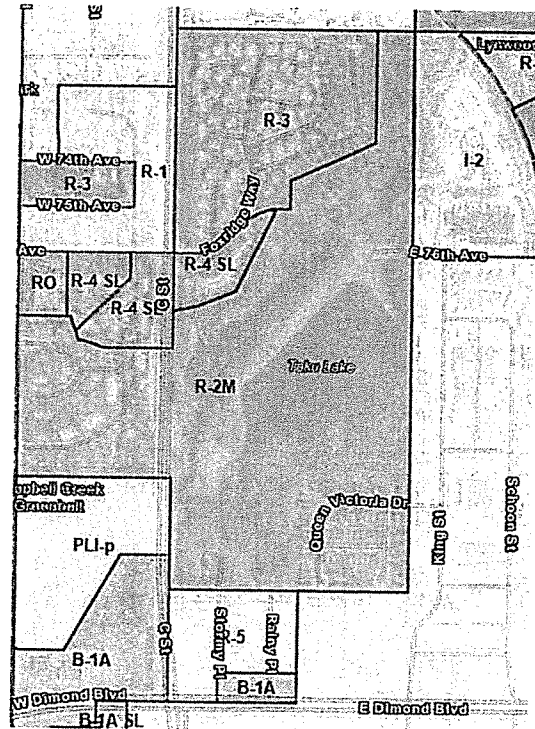 Lynwood
R-
R-3
I-2
W 74th Ave
R-1
R-3
W 75th Ave
Foxridge Way
Ave
R-4 SL
E 76th Ave
RO
R-4 SL
R-4 SL
C St
Taku Lake
R-2M
Campbell Creek
Greenbelt
Queen Victoria Dr
King St
Schoon St
PLI-p
C St
Stormy Pl
R-5
Rainy Pl
B-1A
B-1A
W Dimond Blvd
E Dimond Blvd
B-1A SL